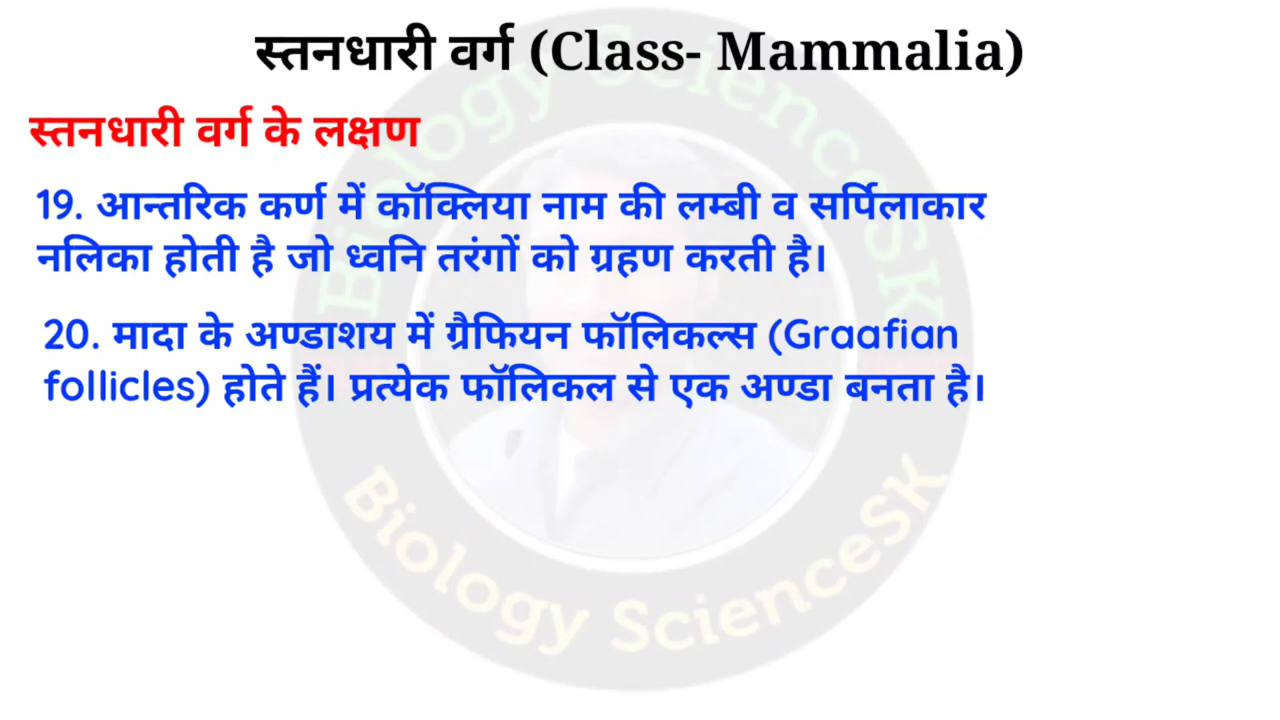 स्तनधारी वर्ग (Class- Mammalia)
स्तनधारी वर्ग के लक्षण
19. आन्तरिक कर्ण में कॉक्लिया नाम की लम्बी व सर्पिलाकार
नलिका होती है जो ध्वनि तरंगों को ग्रहण करती है।
20. मादा के अण्डाशय में ग्रैफियन फॉलिकल्स (Graafian
follicles) होते हैं। प्रत्येक फॉलिकल से एक अण्डा बनता है।
Biology ScienceSK
Biology ScienceSK